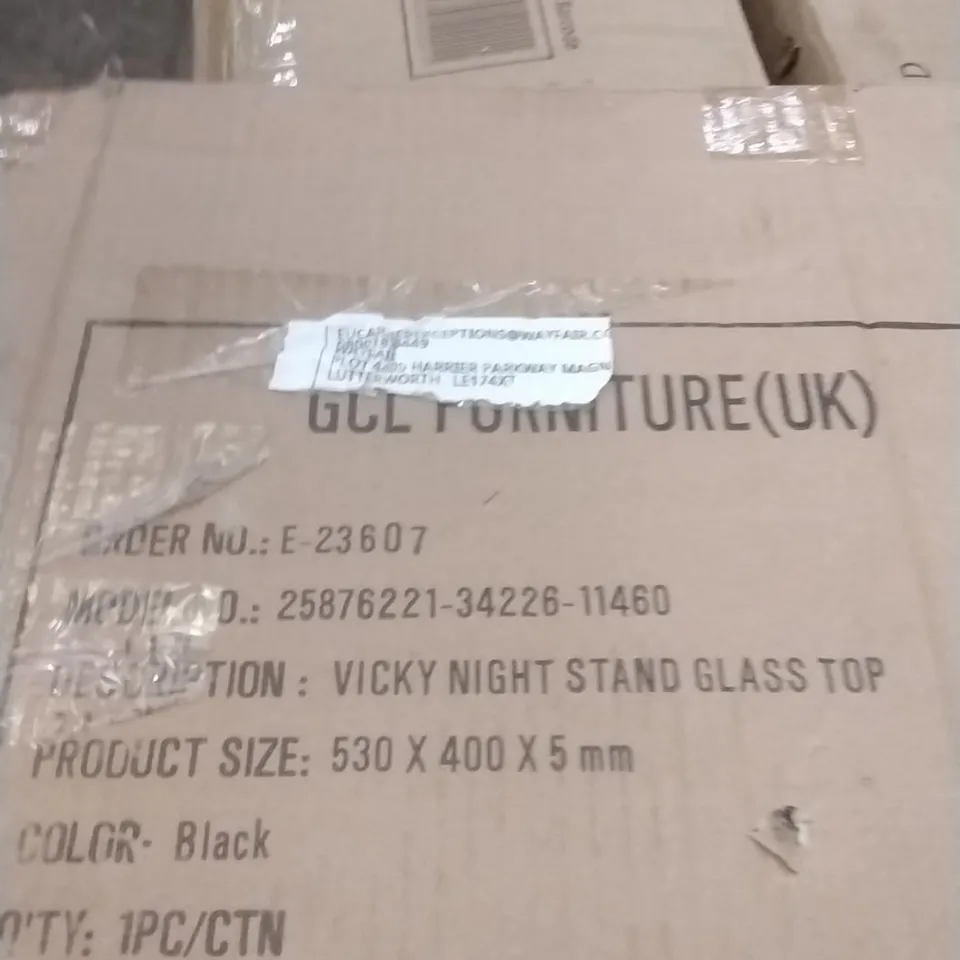 LUTTERWORTH LE174XT
GCL FURNITURE(UK)
ORDER NO.: E-23607
MODEL NO.: 25876221-34226-11460
DESCRIPTION : VICKY NIGHT STAND GLASS TOP
PRODUCT SIZE: 530 X 400 X 5 mm
COLOR: Black
Q'TY: 1PC/CTN